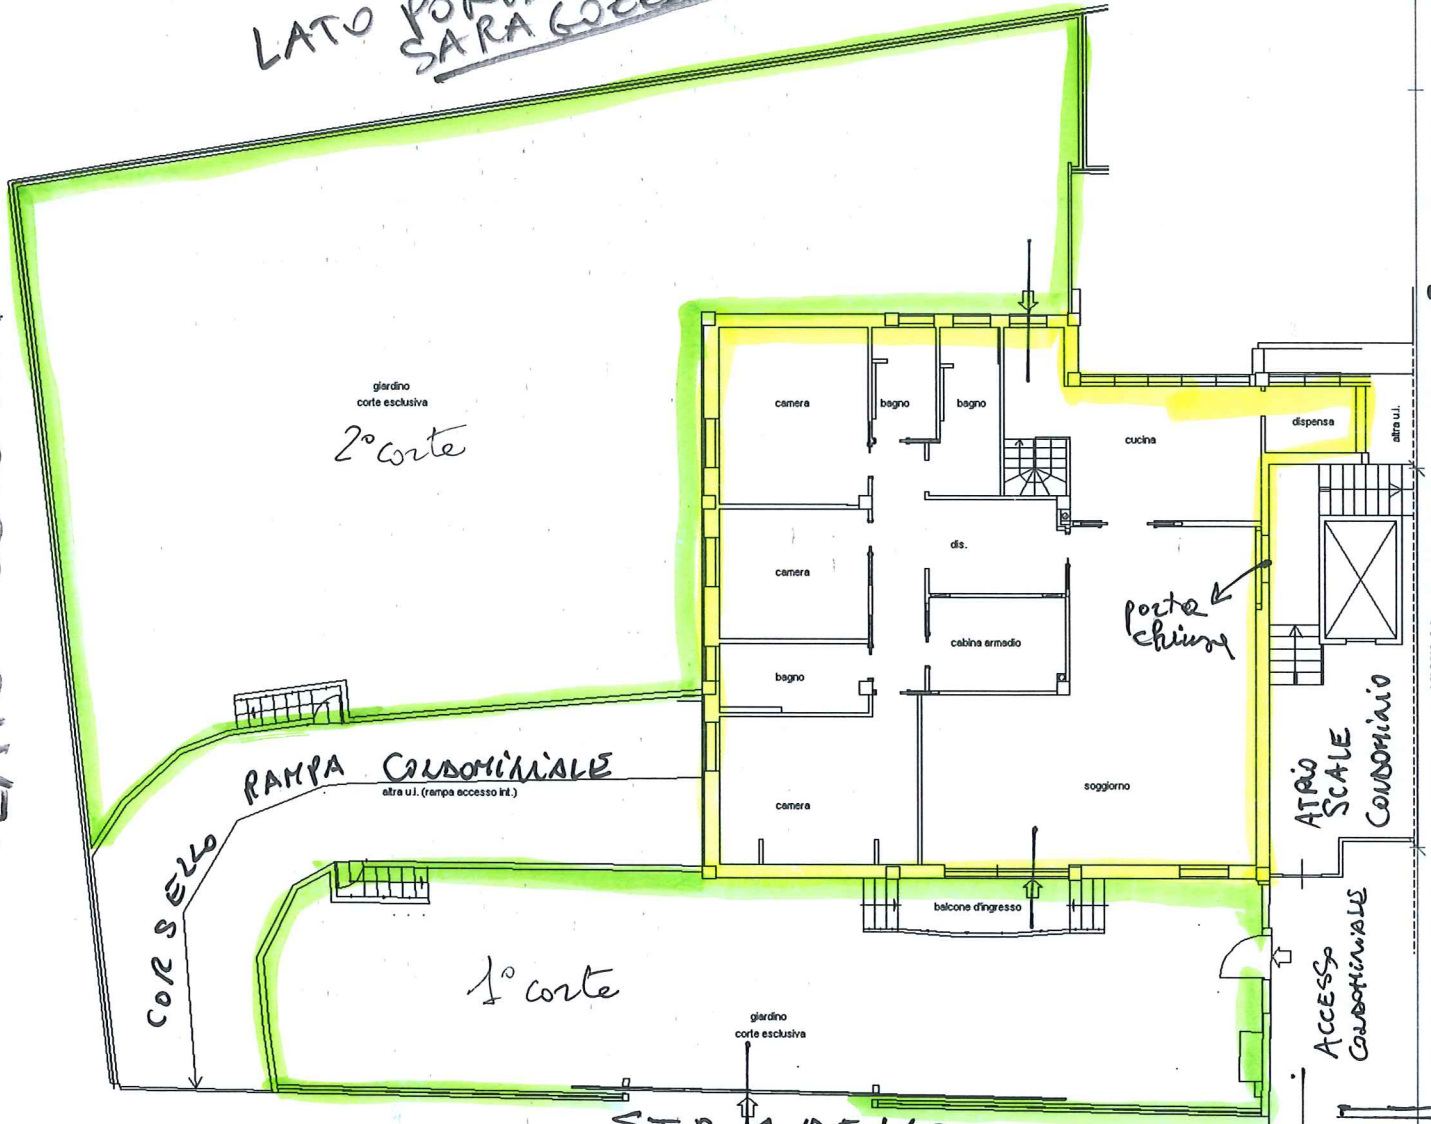 LATO
SARAGOZZA
giardino
corte esclusiva
2° corte
camera
bagno
bagno
cucina
dispensa
altra u.i.
dis.
camera
porta
chiusa
cabina armadio
bagno
RAMPA CONDOMINIALE
altra u.i. (rampa accesso int.)
camera
soggiorno
ATRIO
SCALE
CONDOMINIO
CORSELLO
balcone d'ingresso
1° corte
giardino
corte esclusiva
ACCESSO
CONDOMINIALE